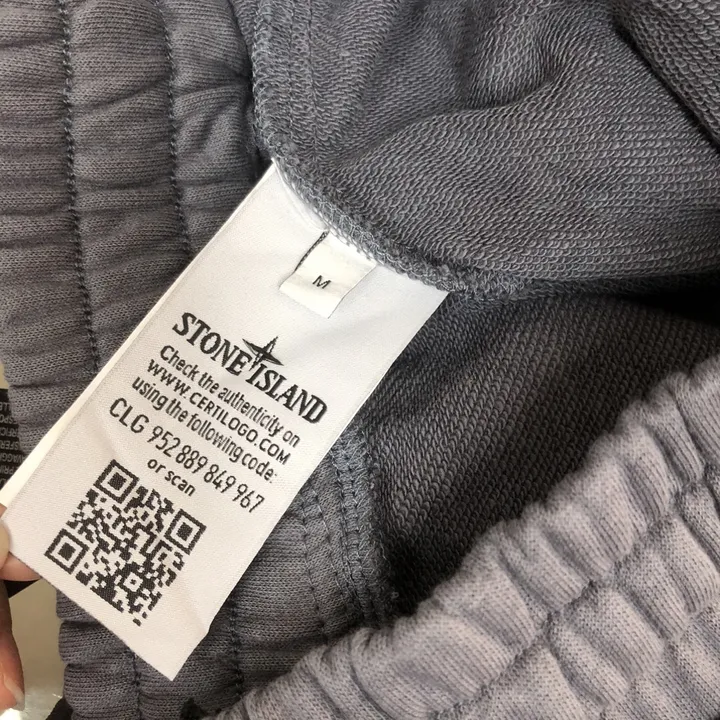 M
STONE ISLAND
Check the authenticity on
WWW.CERTILOGO.COM
using the following code:
CLG 952 889 849 967
or scan